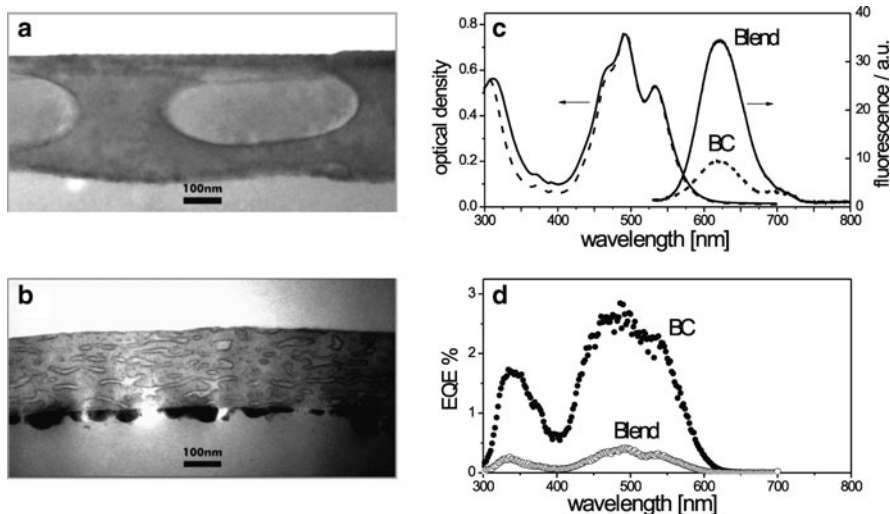 a
100nm
b
100nm
c
optical density
0.8
0.6
0.4
0.2
0.0
300 400 500 600 700 800
wavelength [nm]
40
30
20
10
0
fluorescence / a.u.
Blend
BC
d
EQE %
3
2
1
0
300 400 500 600 700 800
wavelength [nm]
BC
Blend